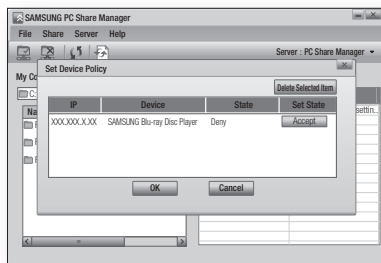 SAMSUNG PC Share Manager
File Share Server Help
Server : PC Share Manager
Set Device Policy
My Co
Delete Selected Item
C:
IP Device State Set State
Na
settin...
XXX.XXX.X.XX SAMSUNG Blu-ray Disc Player Deny Accept
OK Cancel